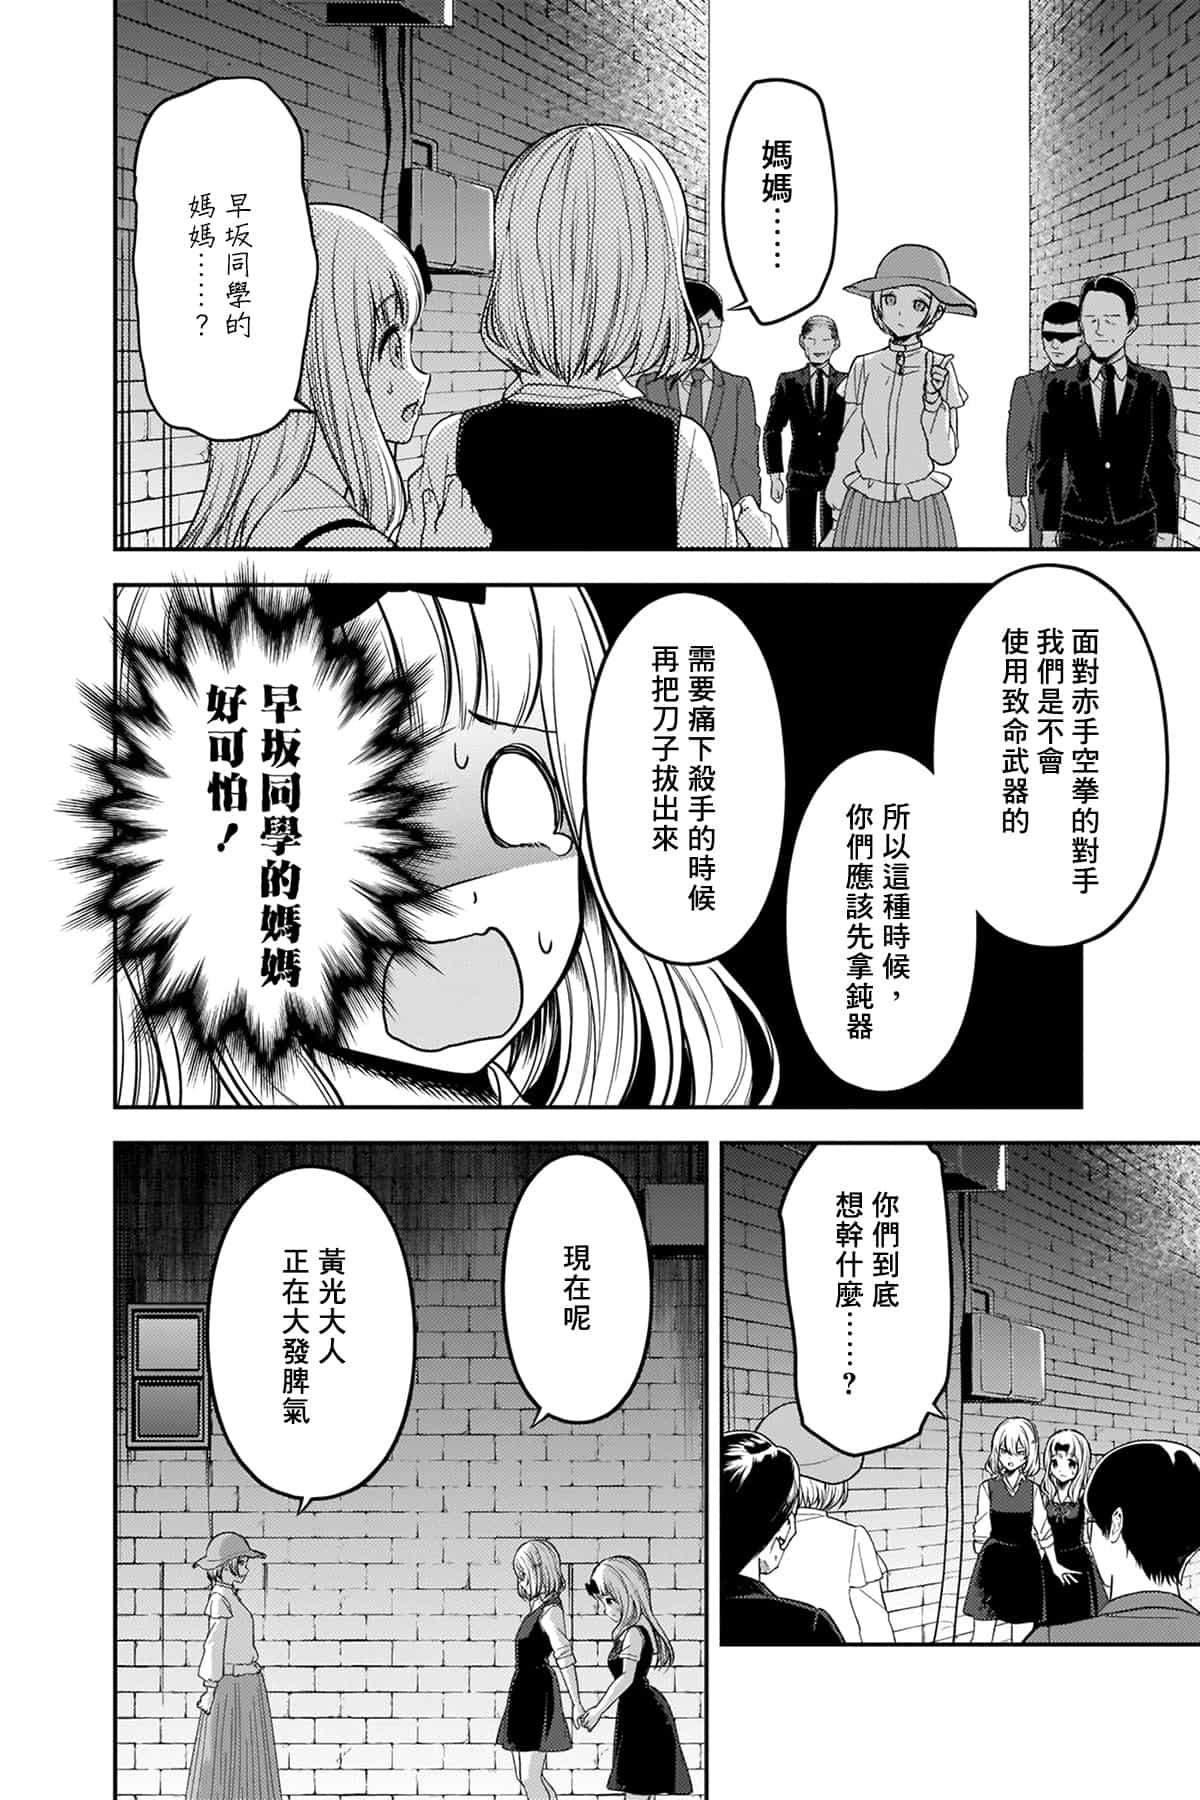 媽媽……
早坂同學的
媽媽……？
面對赤手空拳的對手
我們是不會
使用致命武器的
所以這種時候，
你們應該先拿鈍器
需要痛下殺手的時候
再把刀子拔出來
早坂同學的媽媽
好可怕！
你們到底
想幹什麼……？
現在呢
黃光大人
正在大發脾氣